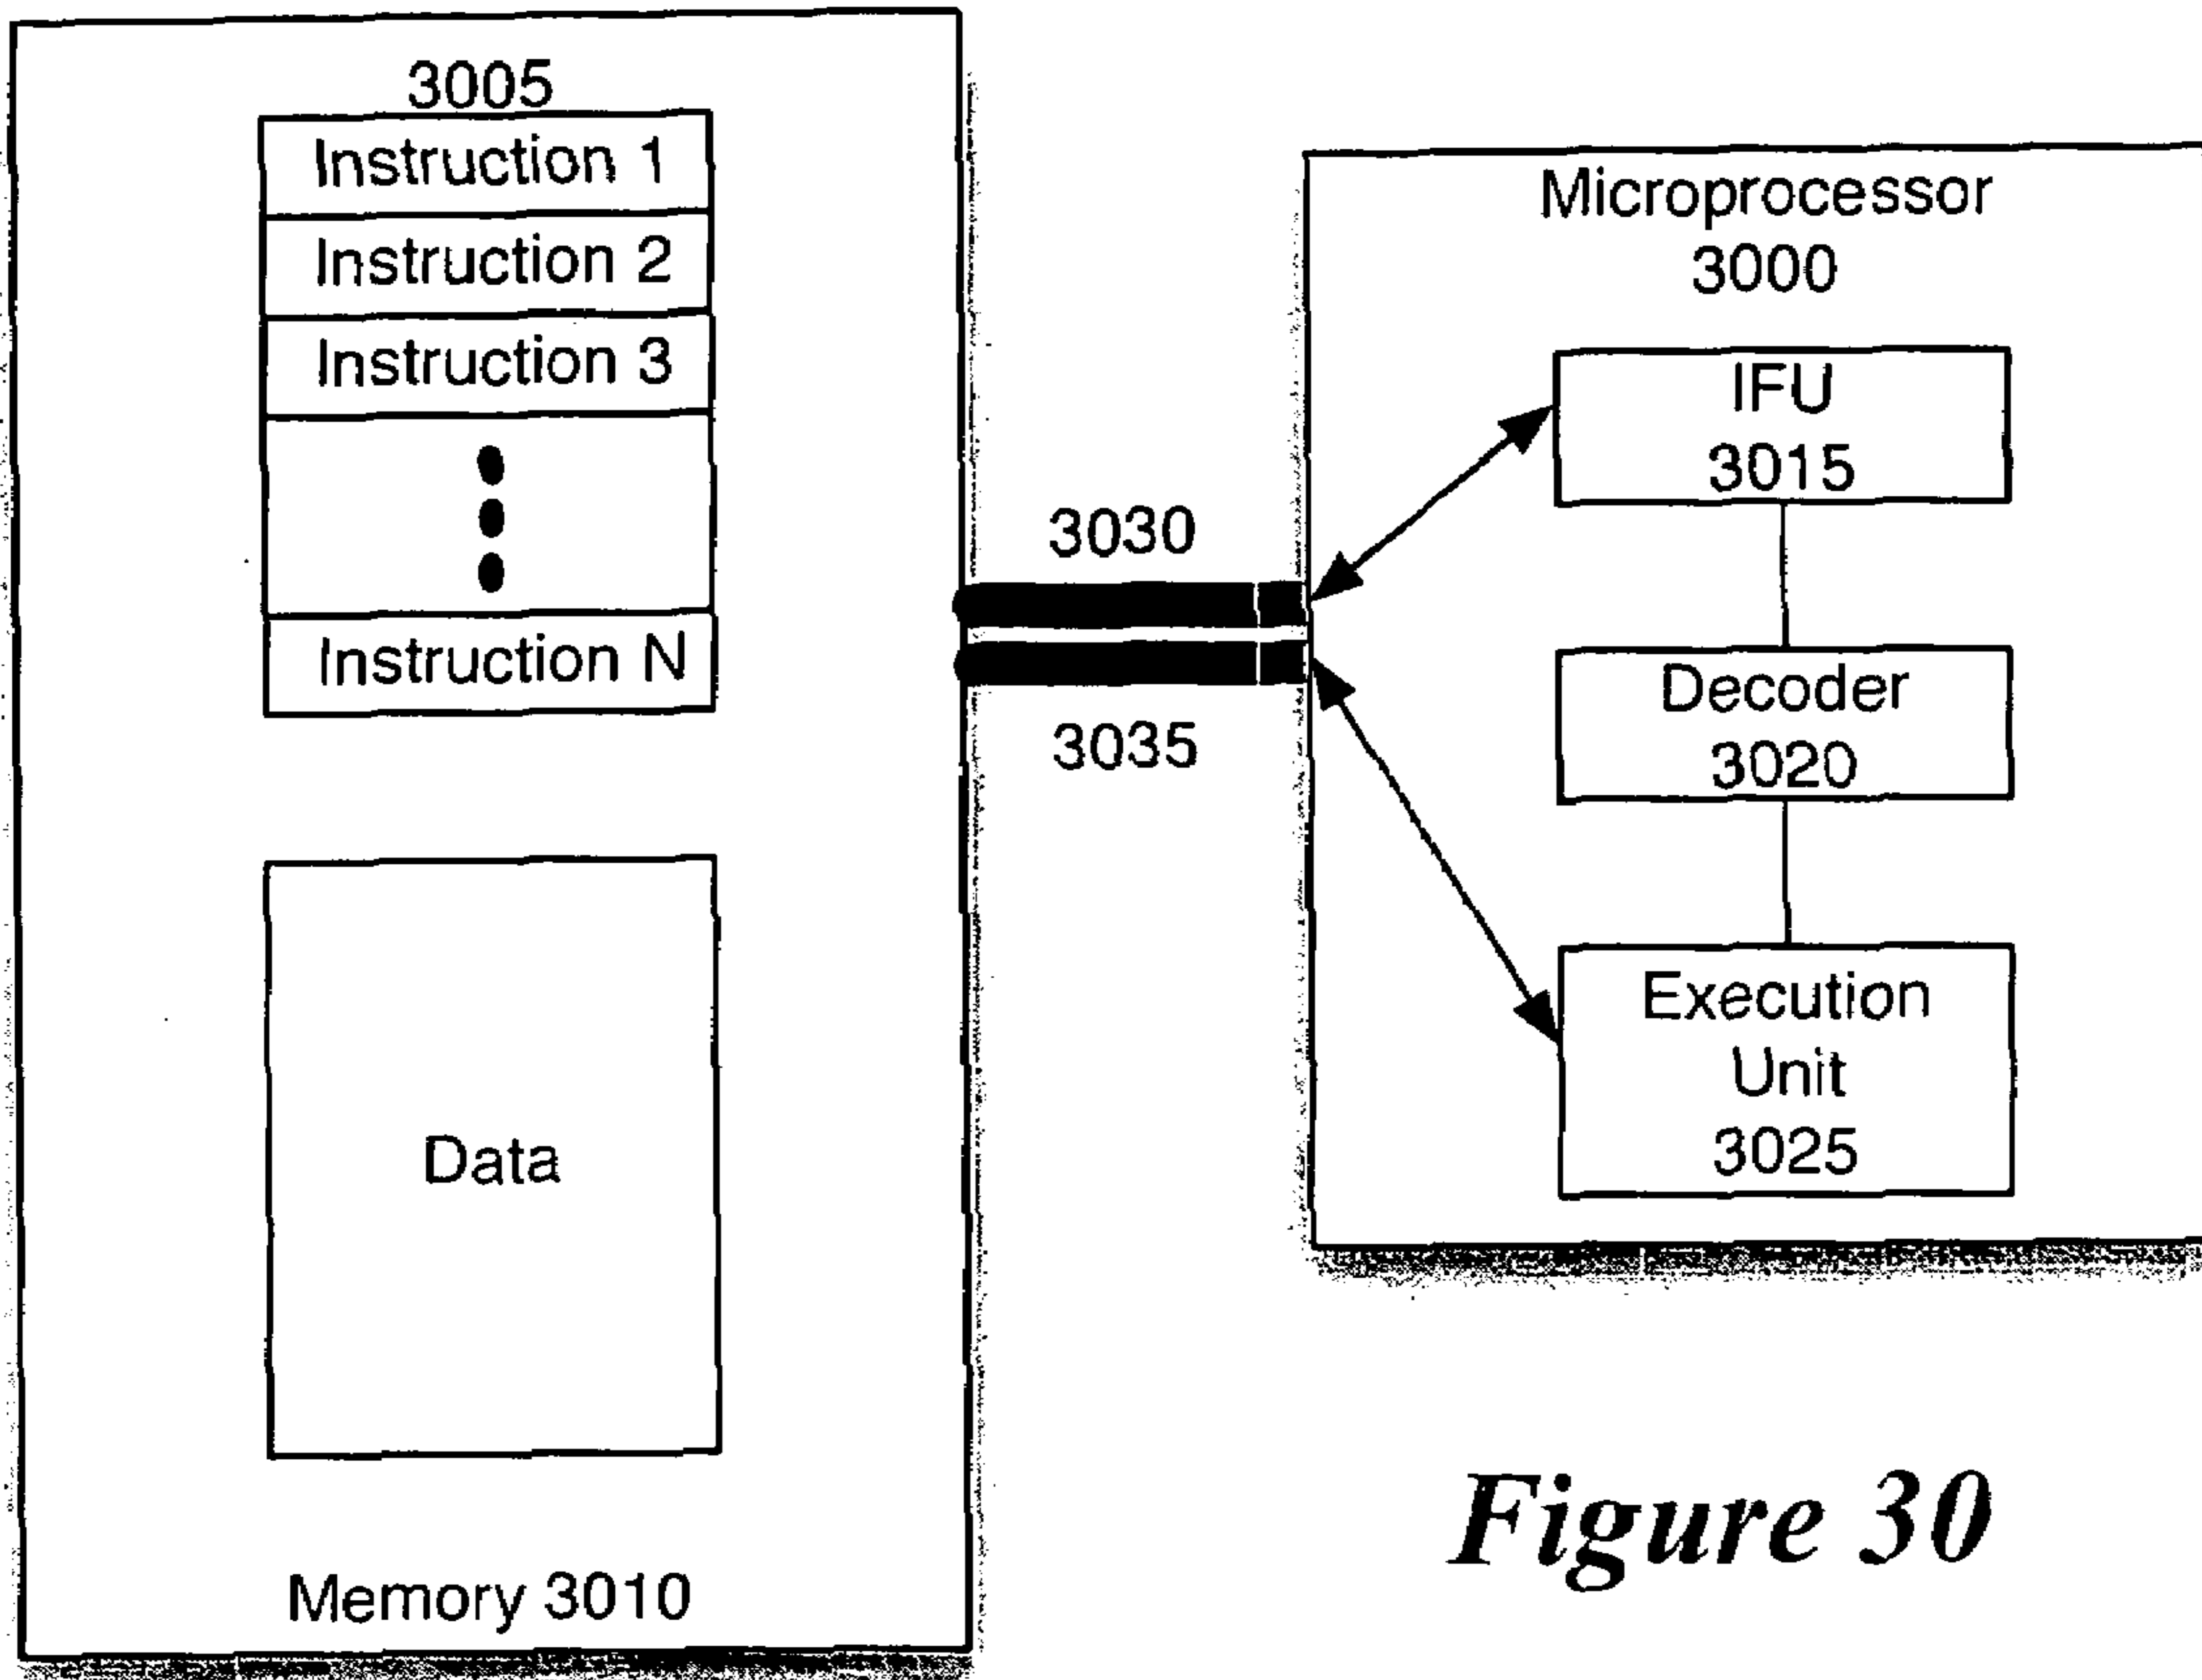 3005
Instruction 1
Instruction 2
Instruction 3
Instruction N
Data
Memory 3010
3030
3035
Microprocessor
3000
IFU
3015
Decoder
3020
Execution
Unit
3025
Figure 30